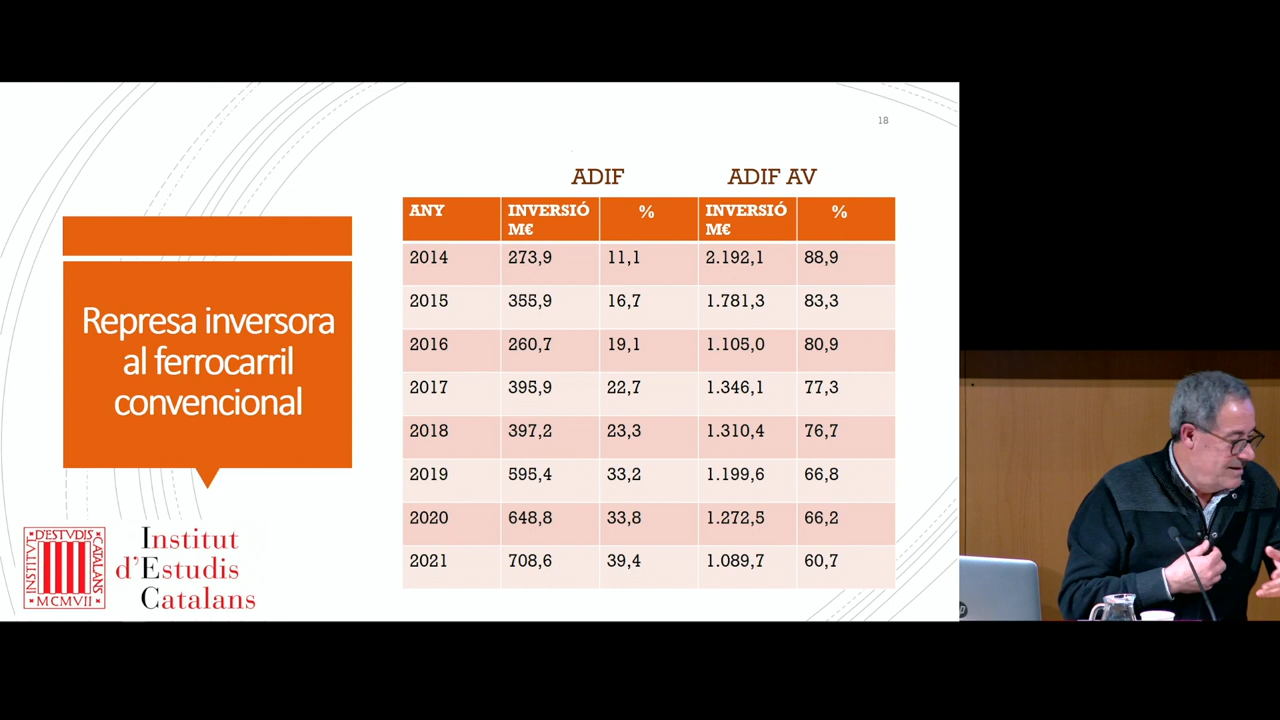 18
ADIF ADIF AV
ANY INVERSIÓ M€ % INVERSIÓ M€ %
2014 273,9 11,1 2.192,1 88,9
2015 355,9 16,7 1.781,3 83,3
2016 260,7 19,1 1.105,0 80,9
2017 395,9 22,7 1.346,1 77,3
2018 397,2 23,3 1.310,4 76,7
2019 595,4 33,2 1.199,6 66,8
2020 648,8 33,8 1.272,5 66,2
2021 708,6 39,4 1.089,7 60,7
Represa inversora
al ferrocarril
convencional
INSTITVT D'ESTVDIS CATALANS
MCMVII
Institut
d'Estudis
Catalans